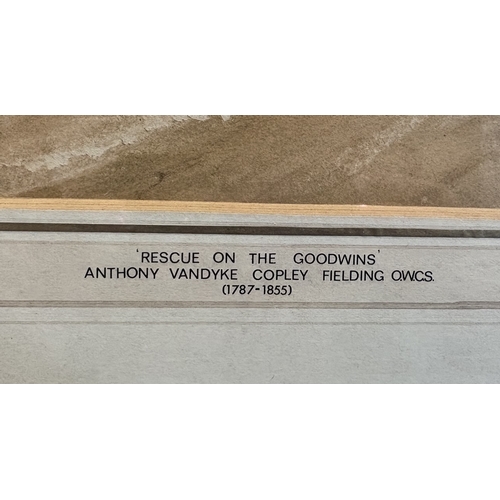 'RESCUE ON THE GOODWINS'
ANTHONY VANDYKE COPLEY FIELDING O.W.C.S.
(1787-1855)